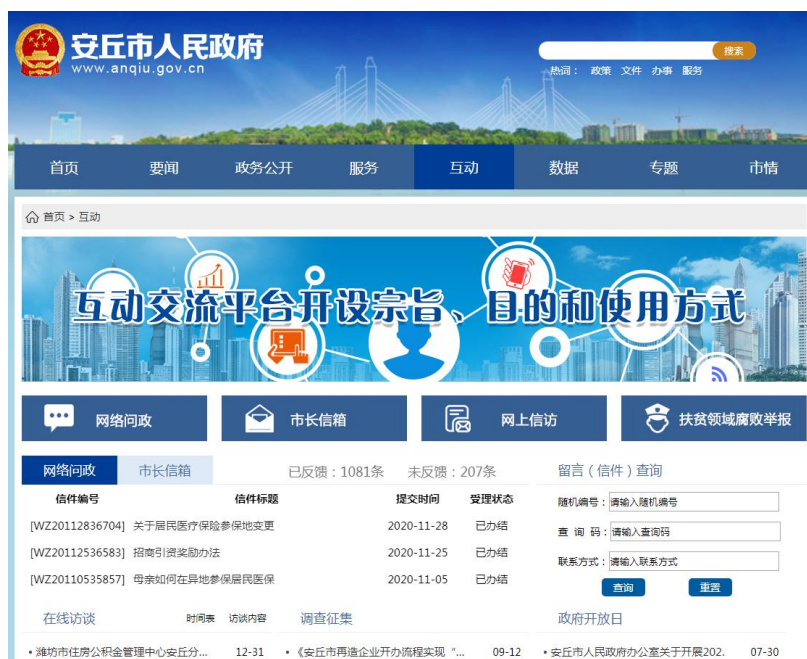 安丘市人民政府
www.anqiu.gov.cn
搜索
热词： 政策 文件 办事 服务
首页 要闻 政务公开 服务 互动 数据 专题 市情
首页 > 互动
互动交流平台开设宗旨、目的和使用方式
网络问政 市长信箱 网上信访 扶贫领域腐败举报
网络问政 市长信箱 已反馈：1081条 未反馈：207条 留言（信件）查询
信件编号 信件标题 提交时间 受理状态
随机编号：请输入随机编号
[WZ20112836704] 关于居民医疗保险参保地变更 2020-11-28 已办结
查 询 码：请输入查询码
[WZ20112536583] 招商引资奖励办法 2020-11-25 已办结
联系方式：请输入联系方式
[WZ20110535857] 母亲如何在异地参保居民医保 2020-11-05 已办结
查询 重置
在线访谈 时间表 访谈内容 调查征集 政府开放日
• 潍坊市住房公积金管理中心安丘分... 12-31 • 《安丘市再造企业开办流程实现“... 09-12 • 安丘市人民政府办公室关于开展202. 07-30